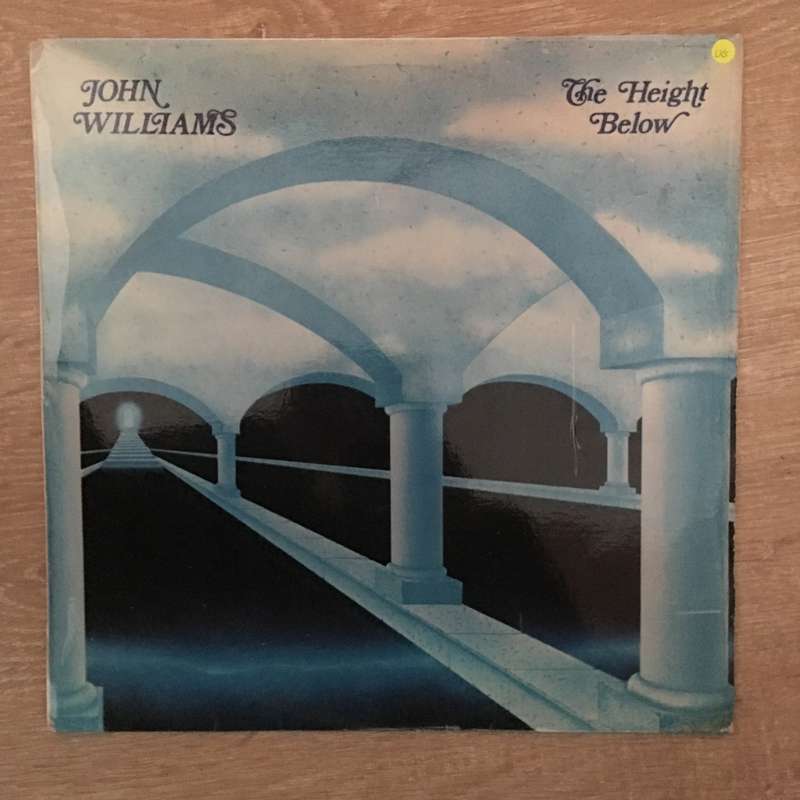 JOHN
WILLIAMS
The Height
Below